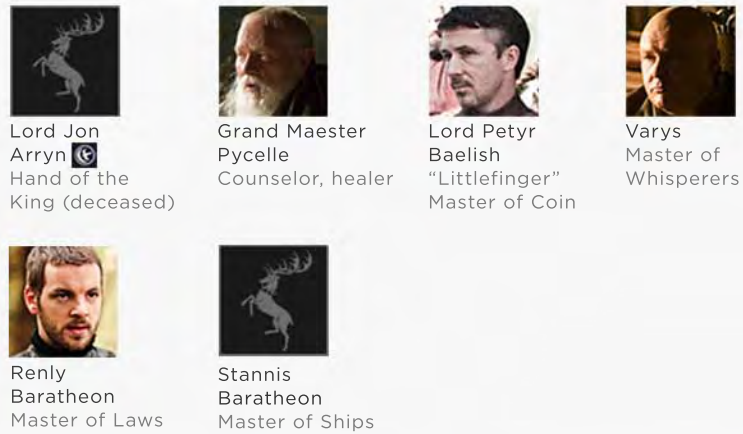 Lord Jon
Arryn
Hand of the
King (deceased)
Grand Maester
Pycelle
Counselor, healer
Lord Petyr
Baelish
“Littlefinger”
Master of Coin
Varys
Master of
Whisperers
Renly
Baratheon
Master of Laws
Stannis
Baratheon
Master of Ships